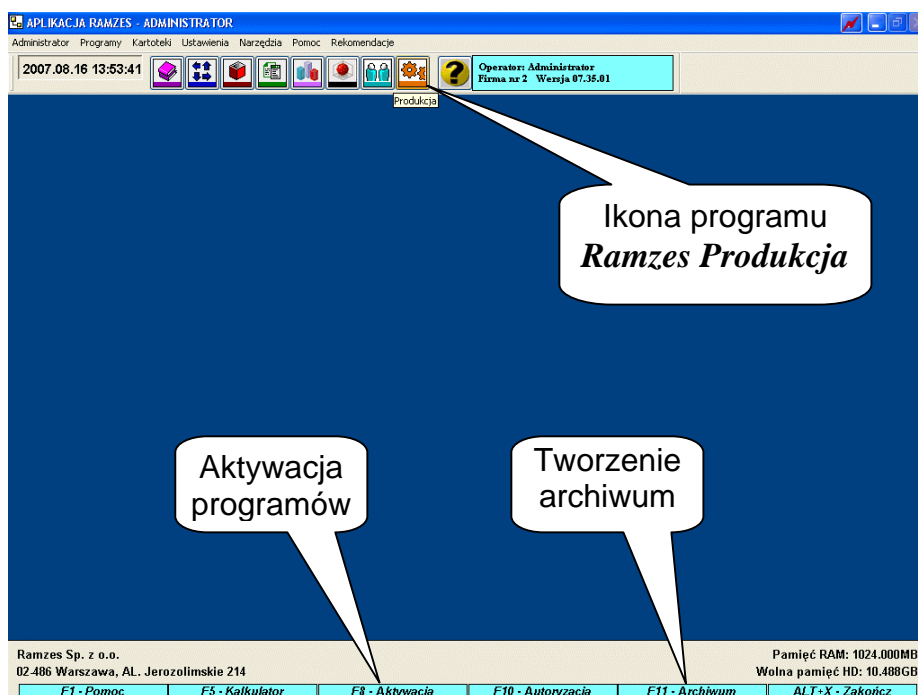 APLIKACJA RAMZES - ADMINISTRATOR
Administrator Programy Kartoteki Ustawienia Narzędzia Pomoc Rekomendacje
2007.08.16 13:53:41
Operator: Administrator
Firma nr 2 Wersja 07.35.01
Produkcja
Ikona programu
Ramzes Produkcja
Aktywacja
programów
Tworzenie
archiwum
Ramzes Sp. z o.o.
02-486 Warszawa, AL. Jerozolimskie 214
Pamięć RAM: 1024.000MB
Wolna pamięć HD: 10.488GB
F1 - Pomoc F5 - Kalkulator F8 - Aktywacja F10 - Autoryzacja F11 - Archiwum ALT+X - Zakończ